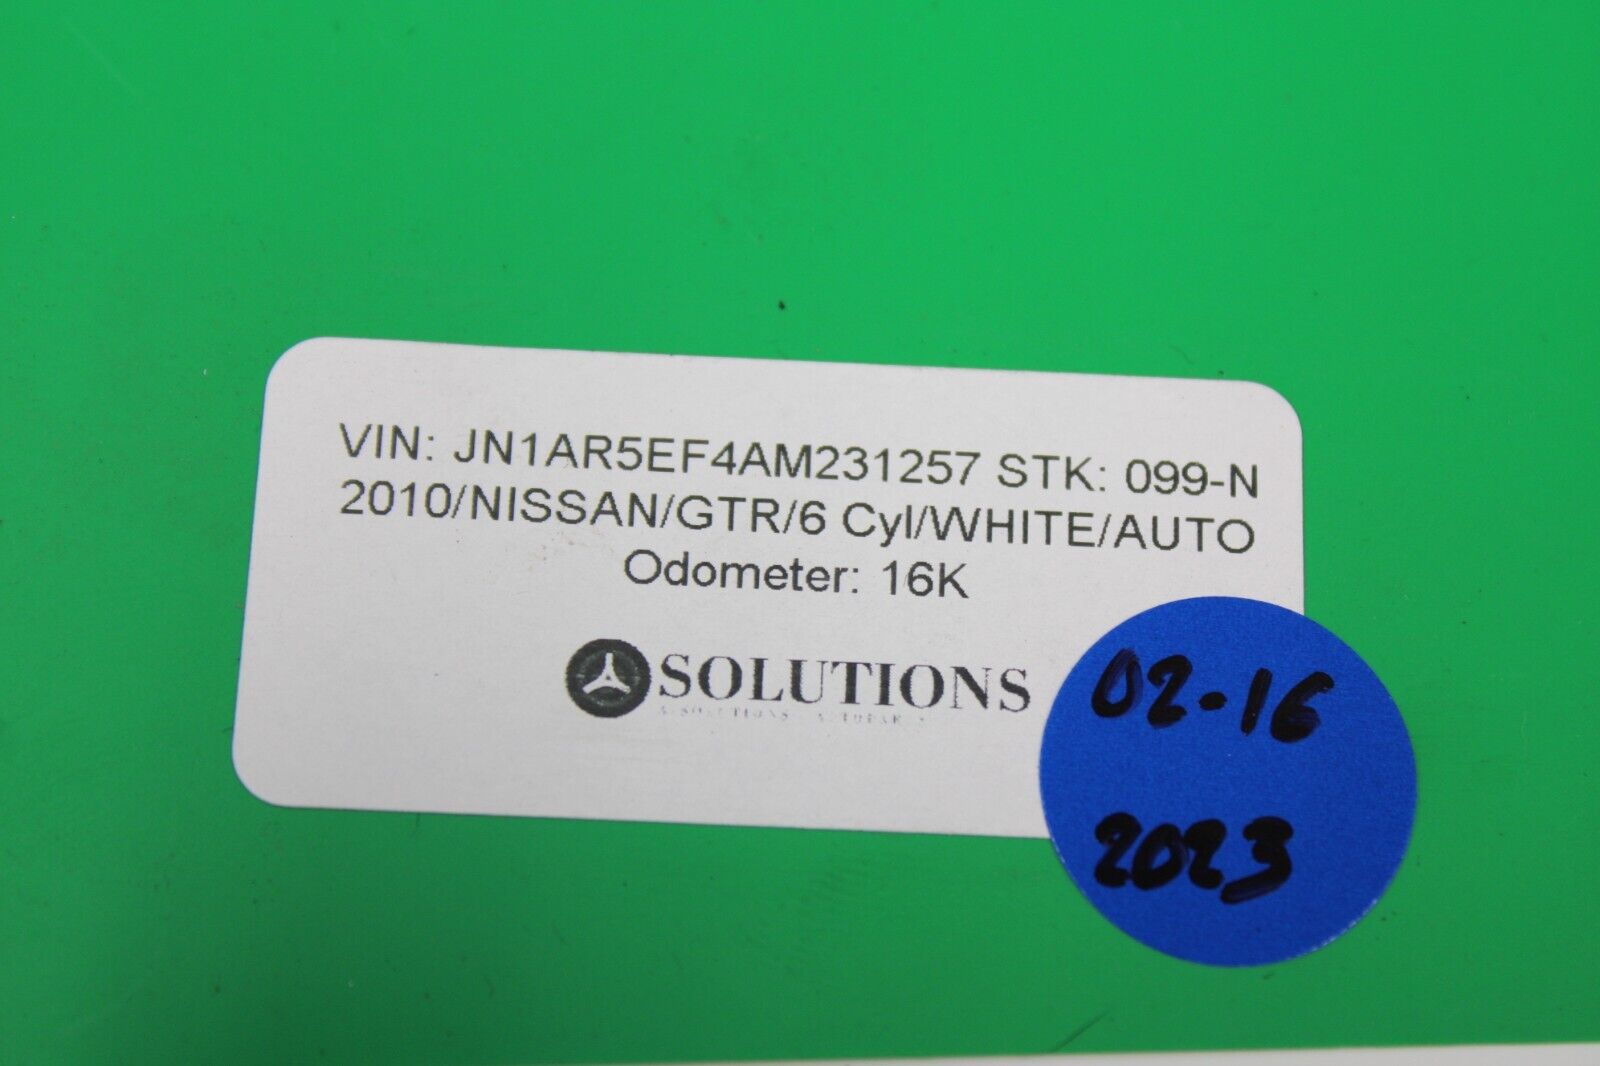 VIN: JN1AR5EF4AM231257 STK: 099-N
2010/NISSAN/GTR/6 Cyl/WHITE/AUTO
Odometer: 16K
SOLUTIONS
02-16
2023